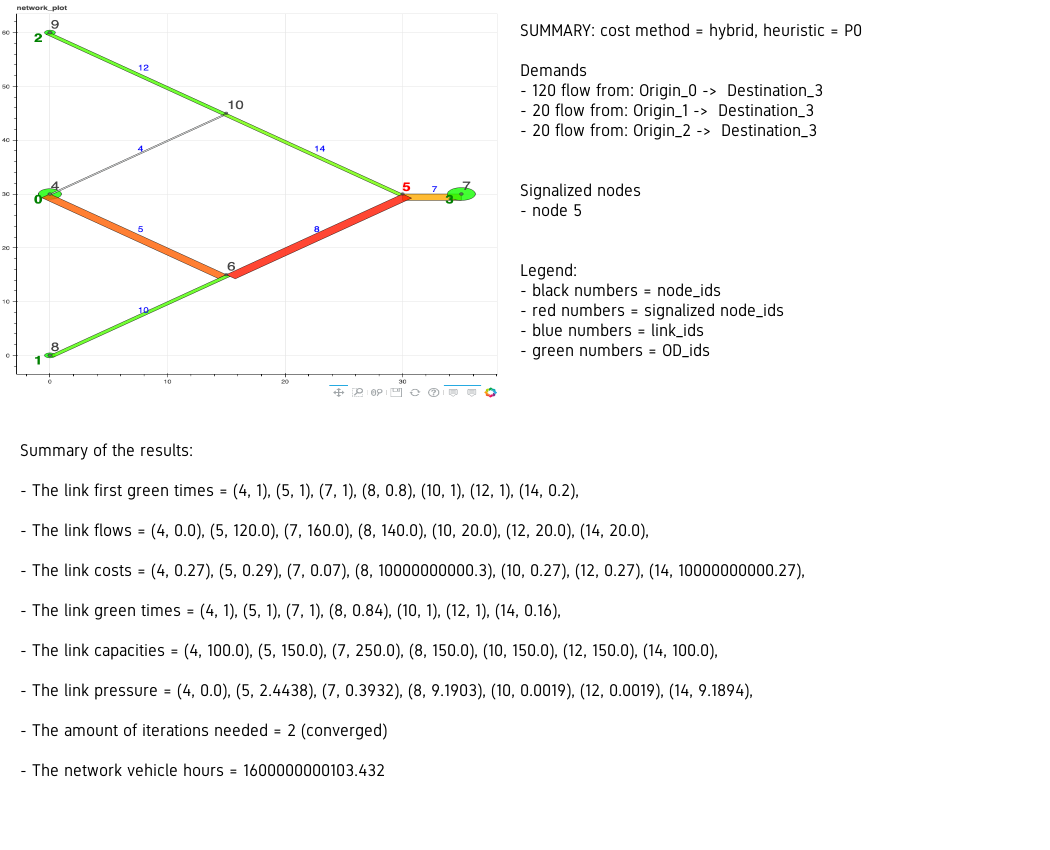 network_plot
60
50
40
30
20
10
0
0
10
20
30
9
2
12
10
4
14
4
0
5
7
7
3
5
8
6
10
8
1
SUMMARY: cost method = hybrid, heuristic = P0
Demands
- 120 flow from: Origin_0 -> Destination_3
- 20 flow from: Origin_1 -> Destination_3
- 20 flow from: Origin_2 -> Destination_3
Signalized nodes
- node 5
Legend:
- black numbers = node_ids
- red numbers = signalized node_ids
- blue numbers = link_ids
- green numbers = OD_ids
Summary of the results:
- The link first green times = (4, 1), (5, 1), (7, 1), (8, 0.8), (10, 1), (12, 1), (14, 0.2),
- The link flows = (4, 0.0), (5, 120.0), (7, 160.0), (8, 140.0), (10, 20.0), (12, 20.0), (14, 20.0),
- The link costs = (4, 0.27), (5, 0.29), (7, 0.07), (8, 10000000000.3), (10, 0.27), (12, 0.27), (14, 10000000000.27),
- The link green times = (4, 1), (5, 1), (7, 1), (8, 0.84), (10, 1), (12, 1), (14, 0.16),
- The link capacities = (4, 100.0), (5, 150.0), (7, 250.0), (8, 150.0), (10, 150.0), (12, 150.0), (14, 100.0),
- The link pressure = (4, 0.0), (5, 2.4438), (7, 0.3932), (8, 9.1903), (10, 0.0019), (12, 0.0019), (14, 9.1894),
- The amount of iterations needed = 2 (converged)
- The network vehicle hours = 1600000000103.432